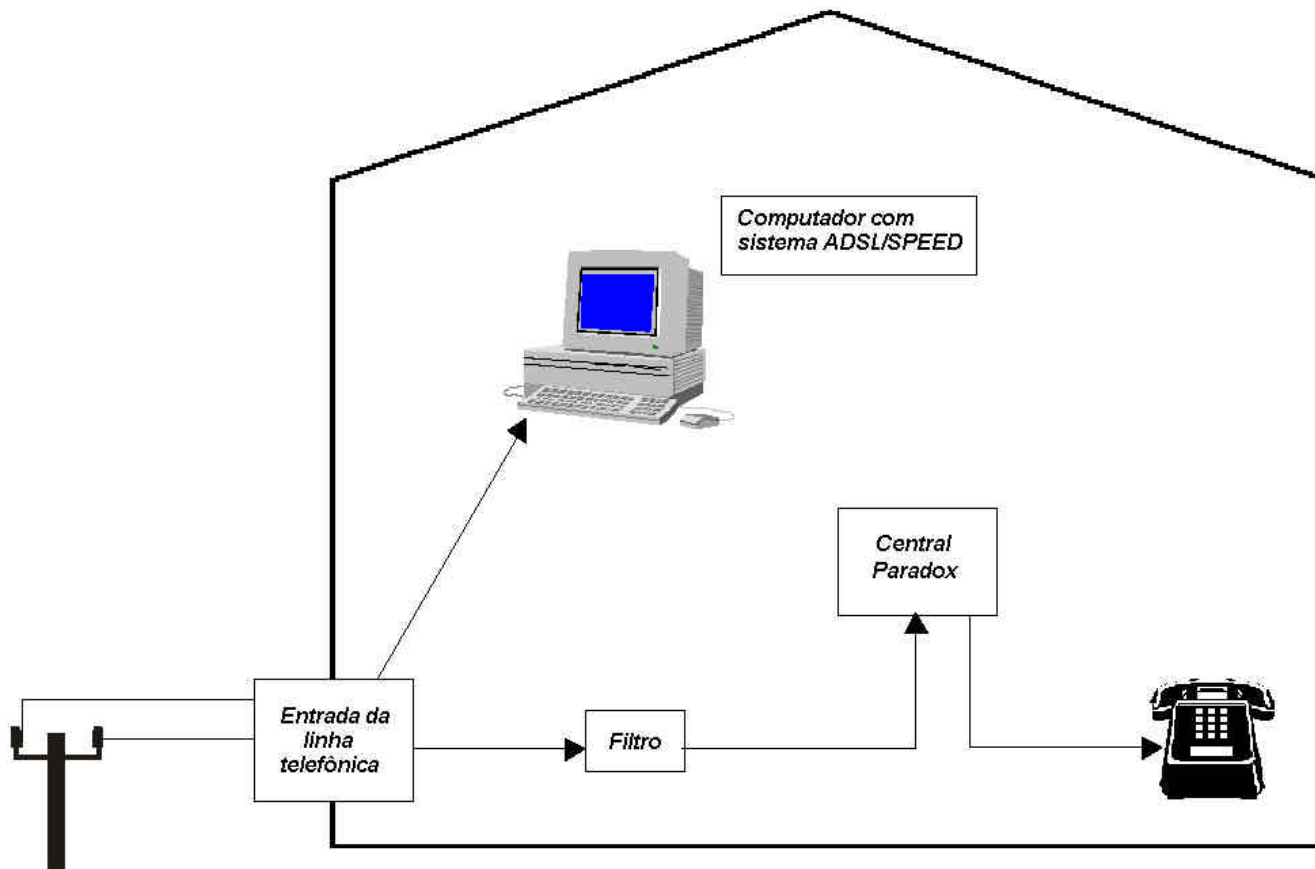 Computador com
sistema ADSL/SPEED
Central
Paradox
Entrada da
linha
telefônica
Filtro